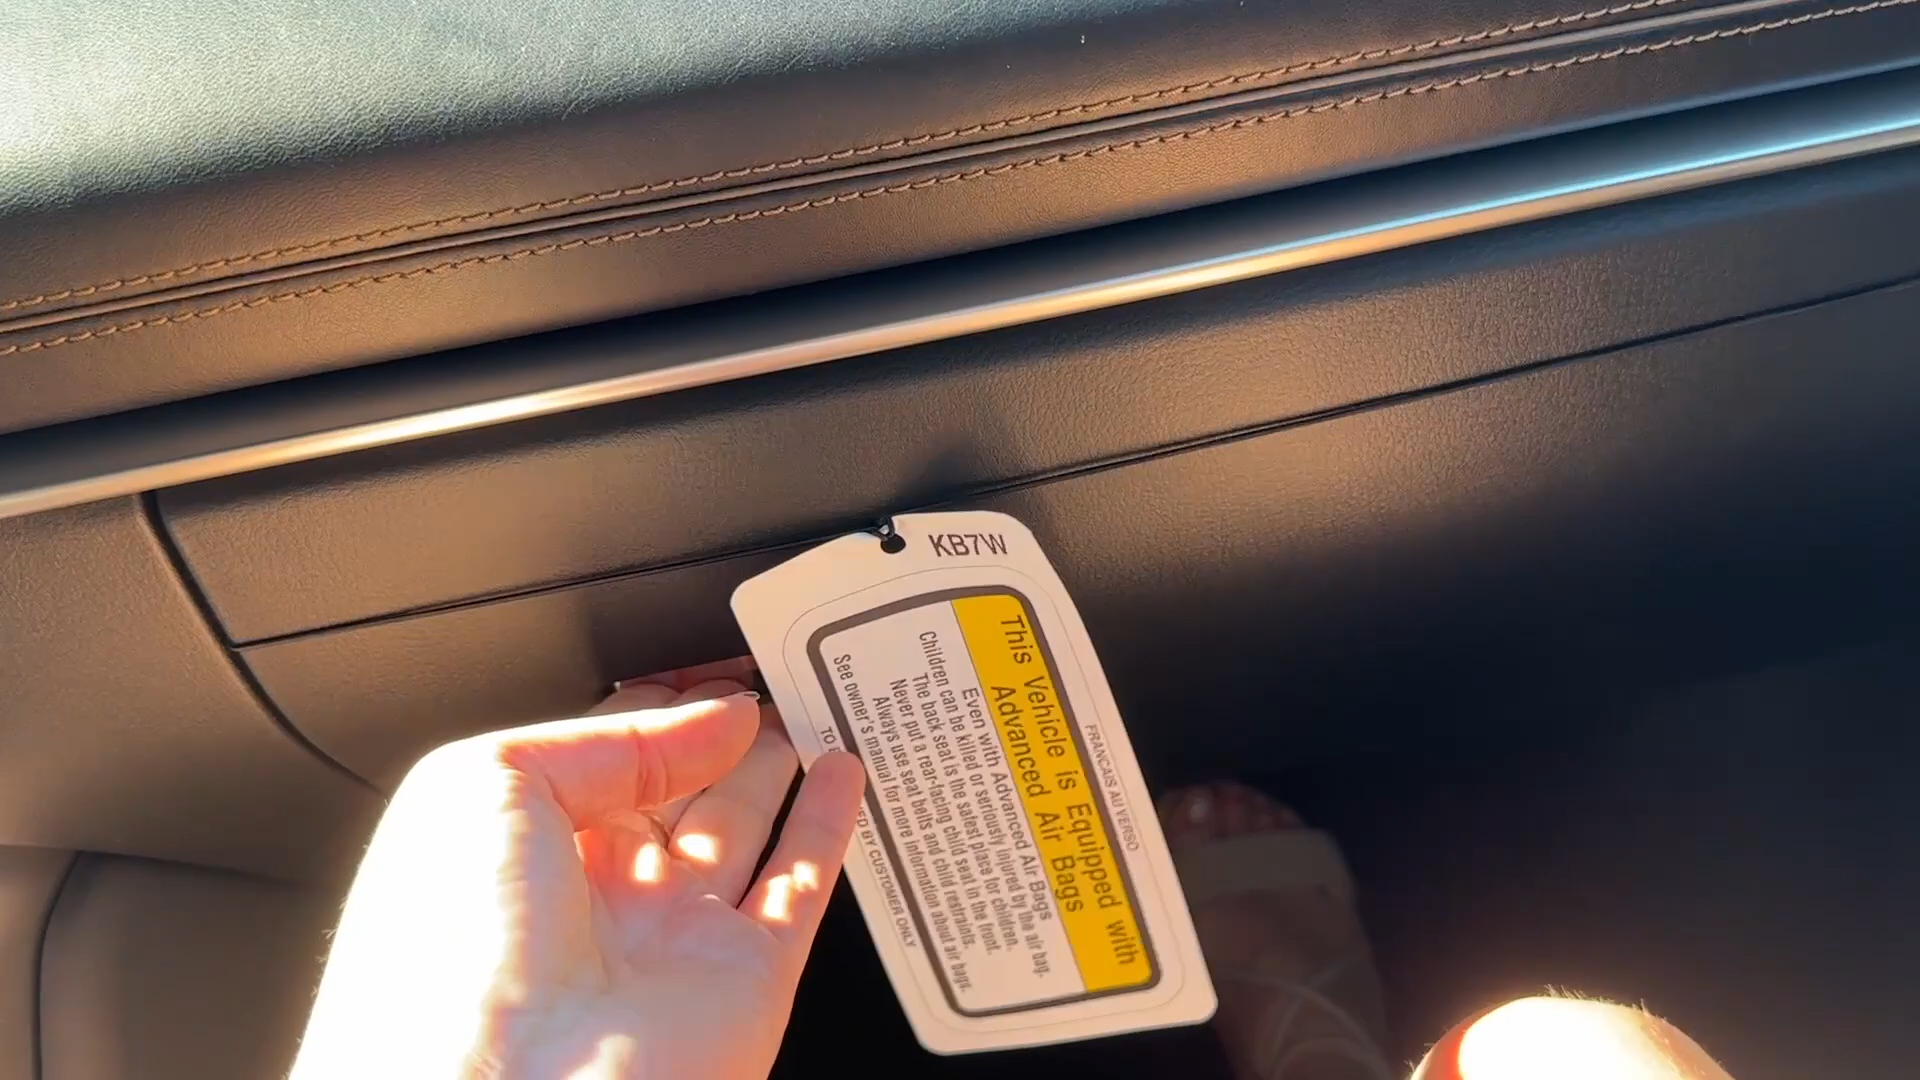 KB7W
FRANCAIS AU VERSO
This Vehicle is Equipped with
Advanced Air Bags
Even with Advanced Air Bags
Children can be killed or seriously injured by the air bag.
The back seat is the safest place for children.
Never put a rear-facing child seat in the front.
Always use seat belts and child restraints.
See owner's manual for more information about air bags.
TO BY CUSTOMER ONLY